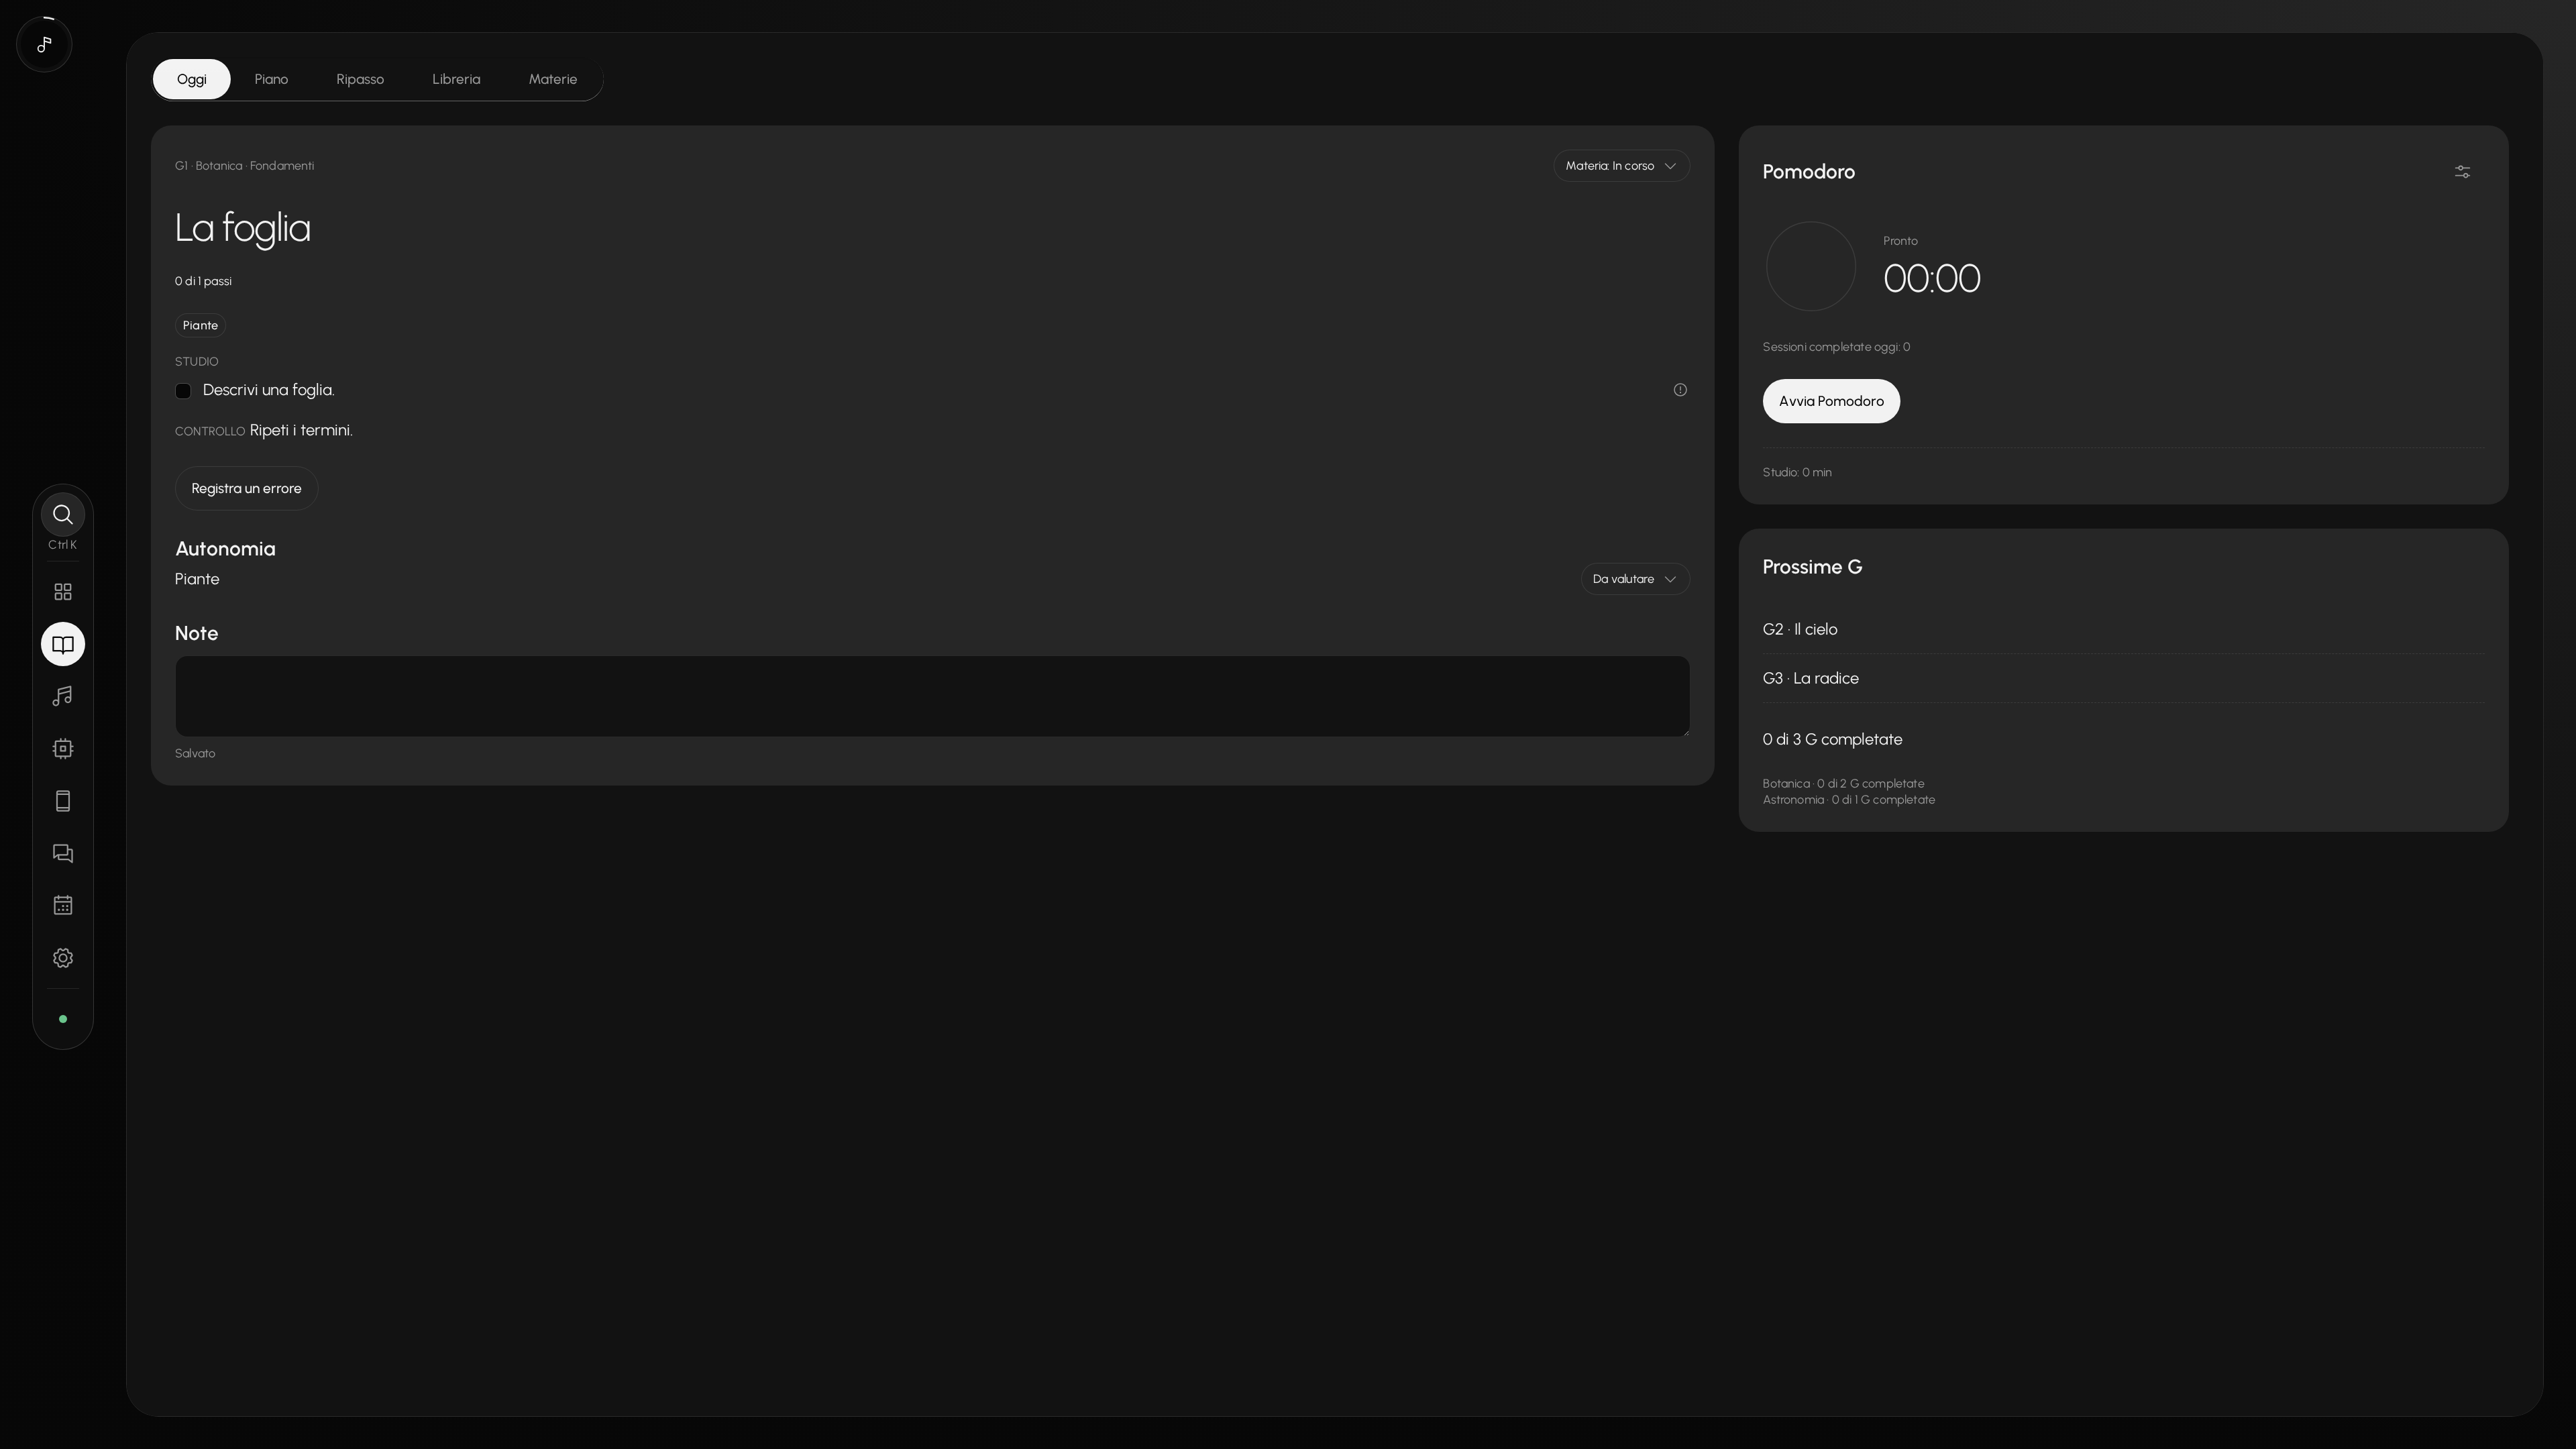 Oggi Piano Ripasso Libreria Materie
G1 · Botanica · Fondamenti
Materia: In corso
La foglia
0 di 1 passi
Piante
STUDIO
Descrivi una foglia.
CONTROLLO Ripeti i termini.
Registra un errore
Autonomia
Piante
Da valutare
Note
Salvato
Pomodoro
Pronto
00:00
Sessioni completate oggi: 0
Avvia Pomodoro
Studio: 0 min
Prossime G
G2 · Il cielo
G3 · La radice
0 di 3 G completate
Botanica · 0 di 2 G completate
Astronomia · 0 di 1 G completate
Ctrl K